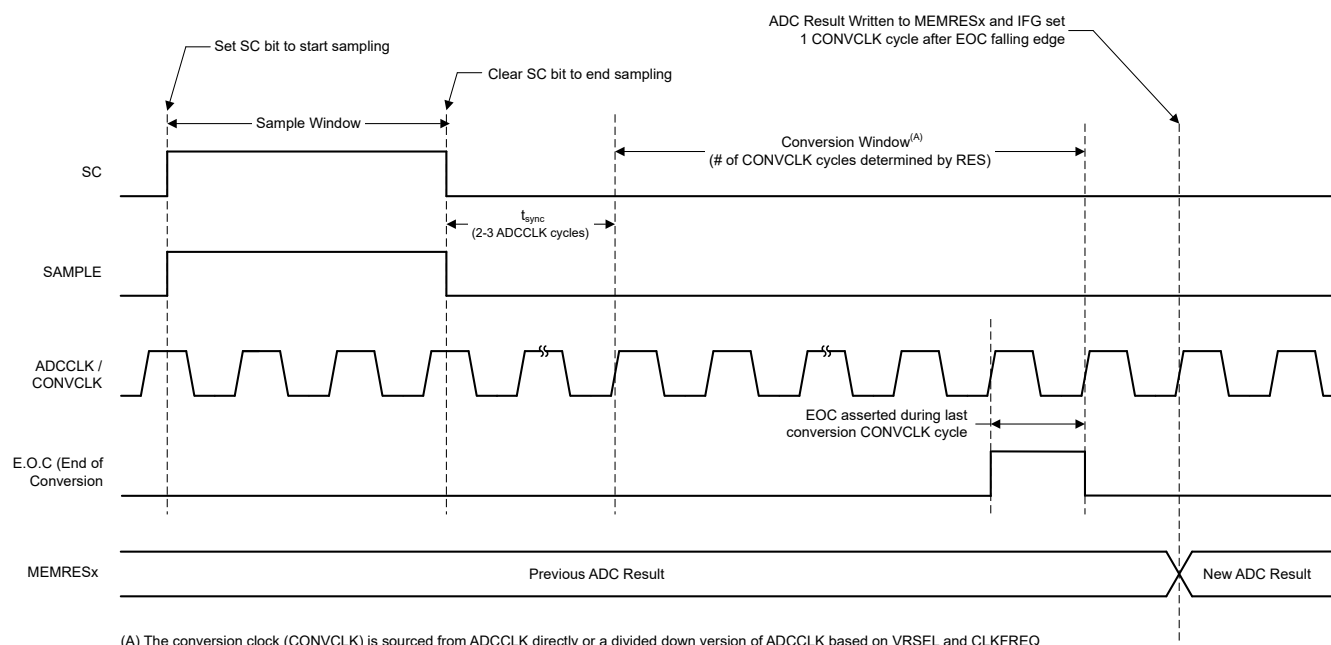 ADC Result Written to MEMRESx and IFG set
1 CONVCLK cycle after EOC falling edge
Set SC bit to start sampling
Clear SC bit to end sampling
Sample Window
Conversion Window(A)
(# of CONVCLK cycles determined by RES)
SC
tsync
(2-3 ADCCLK cycles)
SAMPLE
ADCCLK /
CONVCLK
EOC asserted during last
conversion CONVCLK cycle
E.O.C (End of
Conversion
MEMRESx
Previous ADC Result
New ADC Result
(A) The conversion clock (CONVCLK) is sourced from ADCCLK directly or a divided down version of ADCCLK based on VRSEL and CLKFREQ